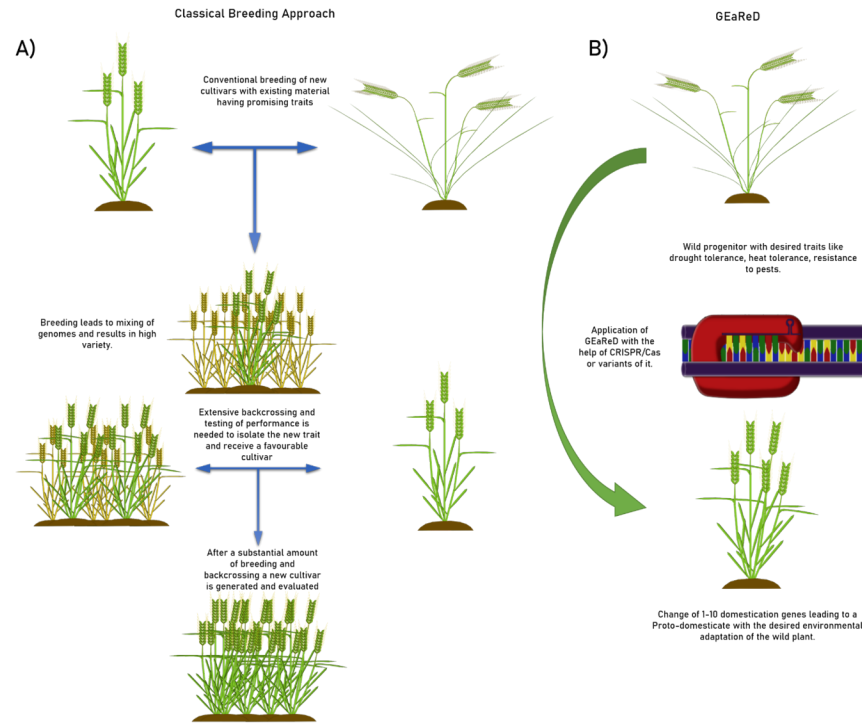 Classical Breeding Approach
A)
Conventional breeding of new
cultivars with existing material
having promising traits
Breeding leads to mixing of
genomes and results in high
variety.
Extensive backcrossing and
testing of performance is
needed to isolate the new trait
and receive a favourable
cultivar
After a substantial amount
of breeding and
backcrossing a new cultivar
is generated and evaluated
GEaReD
B)
Wild progenitor with desired traits like
drought tolerance, heat tolerance, resistance
to pests.
Application of
GEaReD with the
help of CRISPR/Cas
or variants of it.
Change of 1-10 domestication genes leading to a
Proto-domesticate with the desired environmental
adaptation of the wild plant.